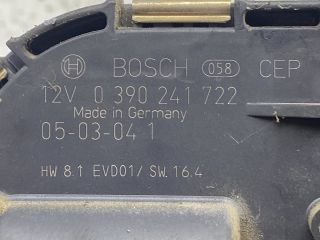 BOSCH 058 CEP
12V 0 390 241 722
Made in Germany
05-03-04 1
HW 8.1 EVD01/ SW. 16.4